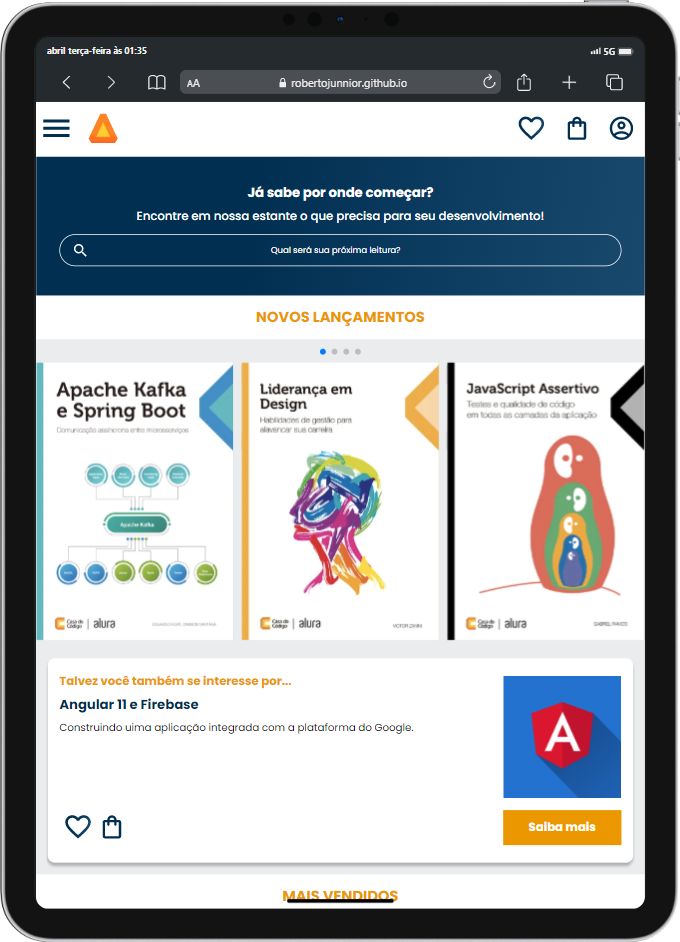 abril terça-feira às 01:35
5G
AA
robertojunnior.github.io
Já sabe por onde começar?
Encontre em nossa estante o que precisa para seu desenvolvimento!
Qual será sua próxima leitura?
NOVOS LANÇAMENTOS
Apache Kafka
e Spring Boot
Comunicação assíncrona entre microsserviços
Apache Kafka
Casa do
Código
alura
Liderança em
Design
Habilidades de gestão para
alavancar sua carreira
Casa do
Código
alura
VICTOR ZANINI
JavaScript Assertivo
Testes e qualidade de código
em todas as camadas da aplicação
Casa do
Código
alura
GABRIEL RAMOS
Talvez você também se interesse por...
Angular 11 e Firebase
Construindo uima aplicação integrada com a plataforma do Google.
A
Saiba mais
MAIS VENDIDOS